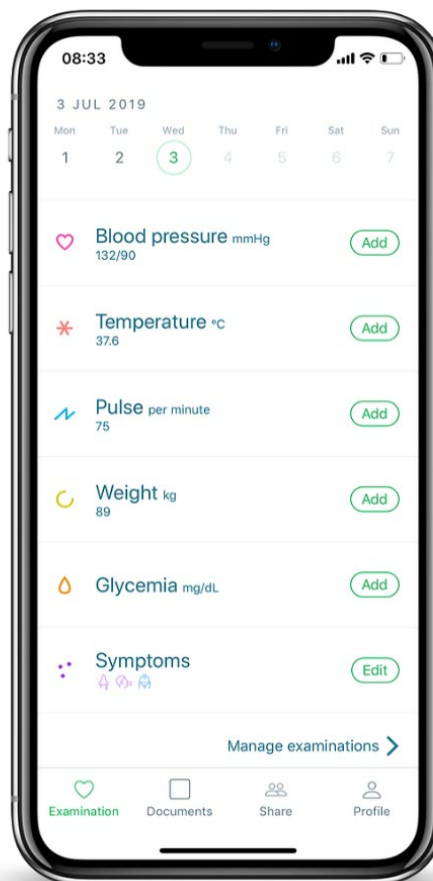 08:33
3 JUL 2019
Mon Tue Wed Thu Fri Sat Sun
1 2 3 4 5 6 7
Blood pressure mmHg
132/90
Add
Temperature °C
37.6
Add
Pulse per minute
75
Add
Weight kg
89
Add
Glycemia mg/dL
Add
Symptoms
Edit
Manage examinations
Examination Documents Share Profile